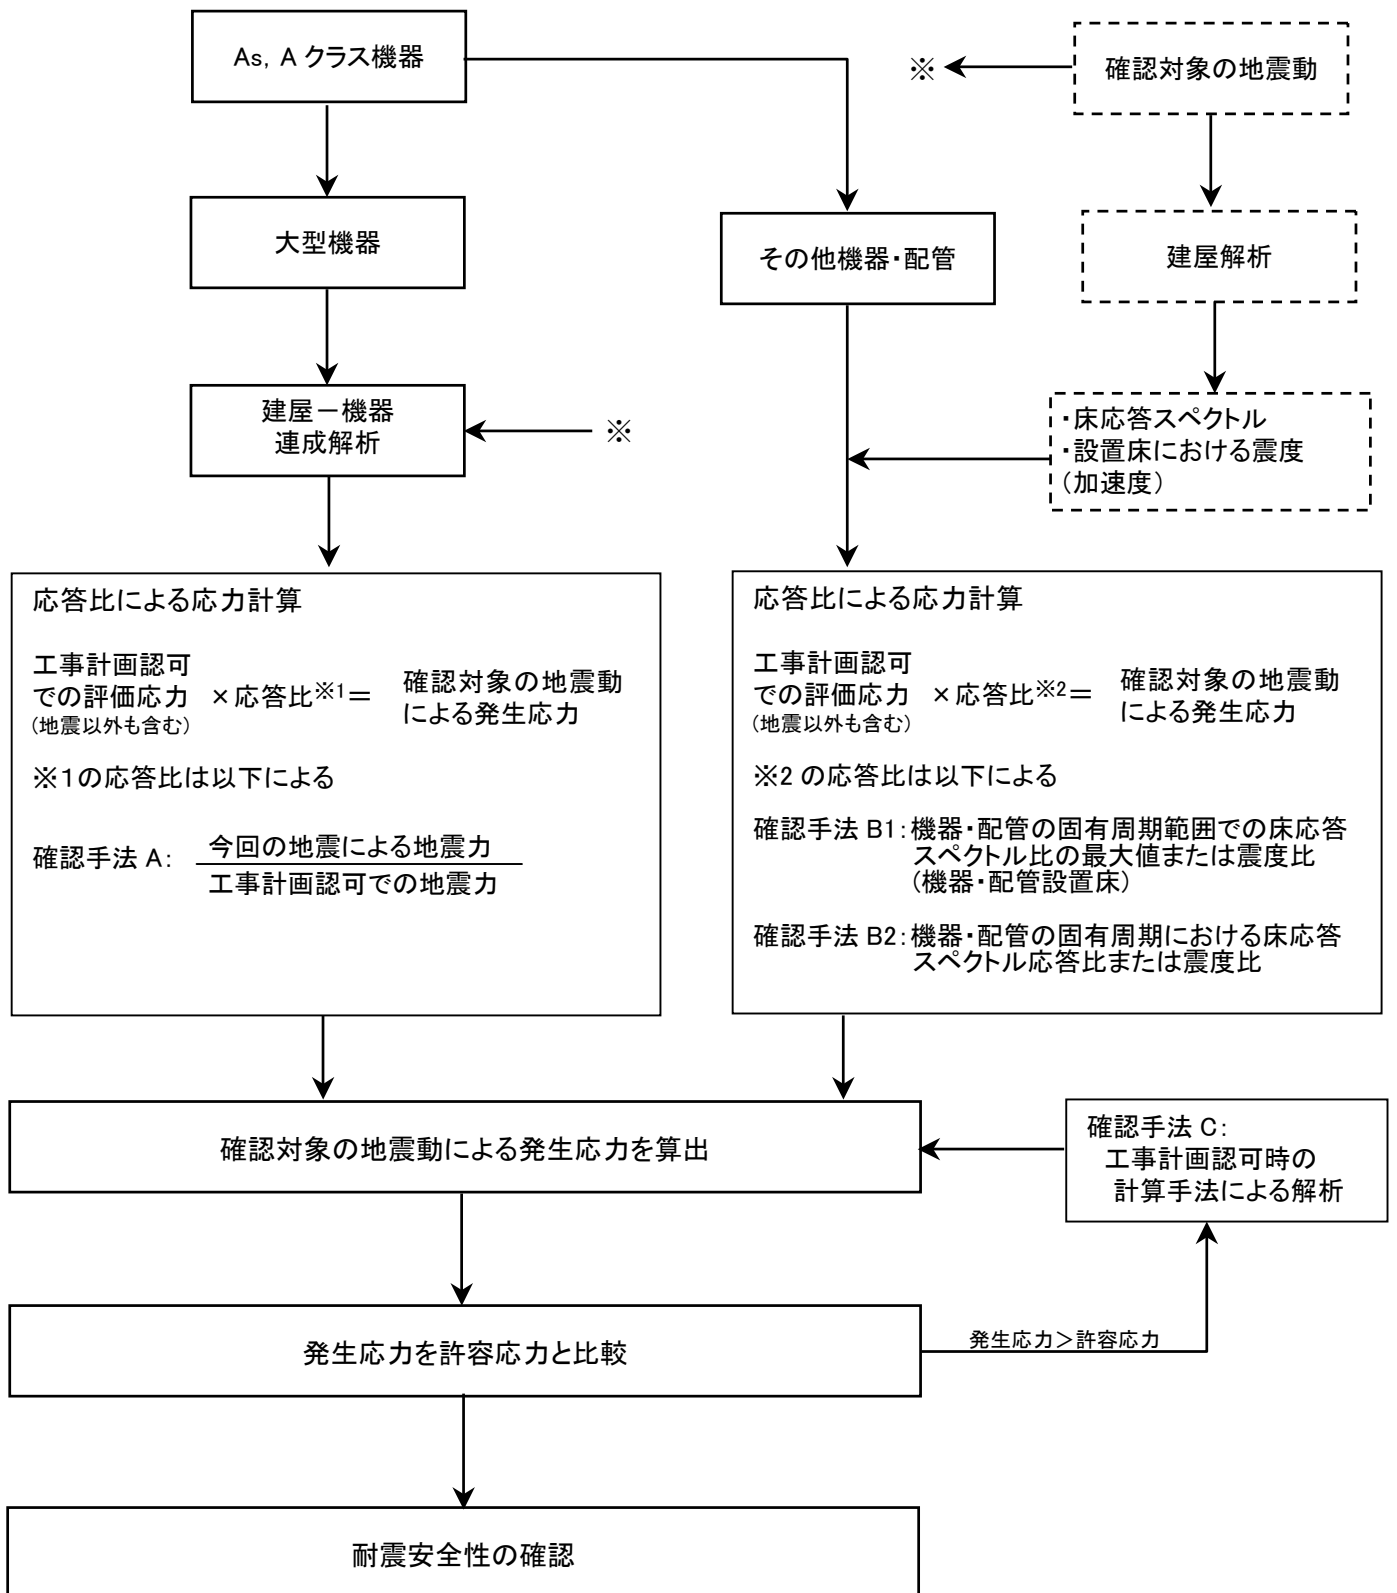 As, A クラス機器
※
確認対象の地震動
大型機器
その他機器・配管
建屋解析
建屋－機器
連成解析
※
・床応答スペクトル
・設置床における震度
(加速度)
応答比による応力計算
工事計画認可
での評価応力
(地震以外も含む)
×応答比※1＝
確認対象の地震動
による発生応力
※1の応答比は以下による
確認手法 A:
今回の地震による地震力
工事計画認可での地震力
応答比による応力計算
工事計画認可
での評価応力
(地震以外も含む)
×応答比※2＝
確認対象の地震動
による発生応力
※2 の応答比は以下による
確認手法 B1:機器・配管の固有周期範囲での床応答
スペクトル比の最大値または震度比
(機器・配管設置床)
確認手法 B2:機器・配管の固有周期における床応答
スペクトル応答比または震度比
確認対象の地震動による発生応力を算出
確認手法 C:
工事計画認可時の
計算手法による解析
発生応力を許容応力と比較
発生応力＞許容応力
耐震安全性の確認